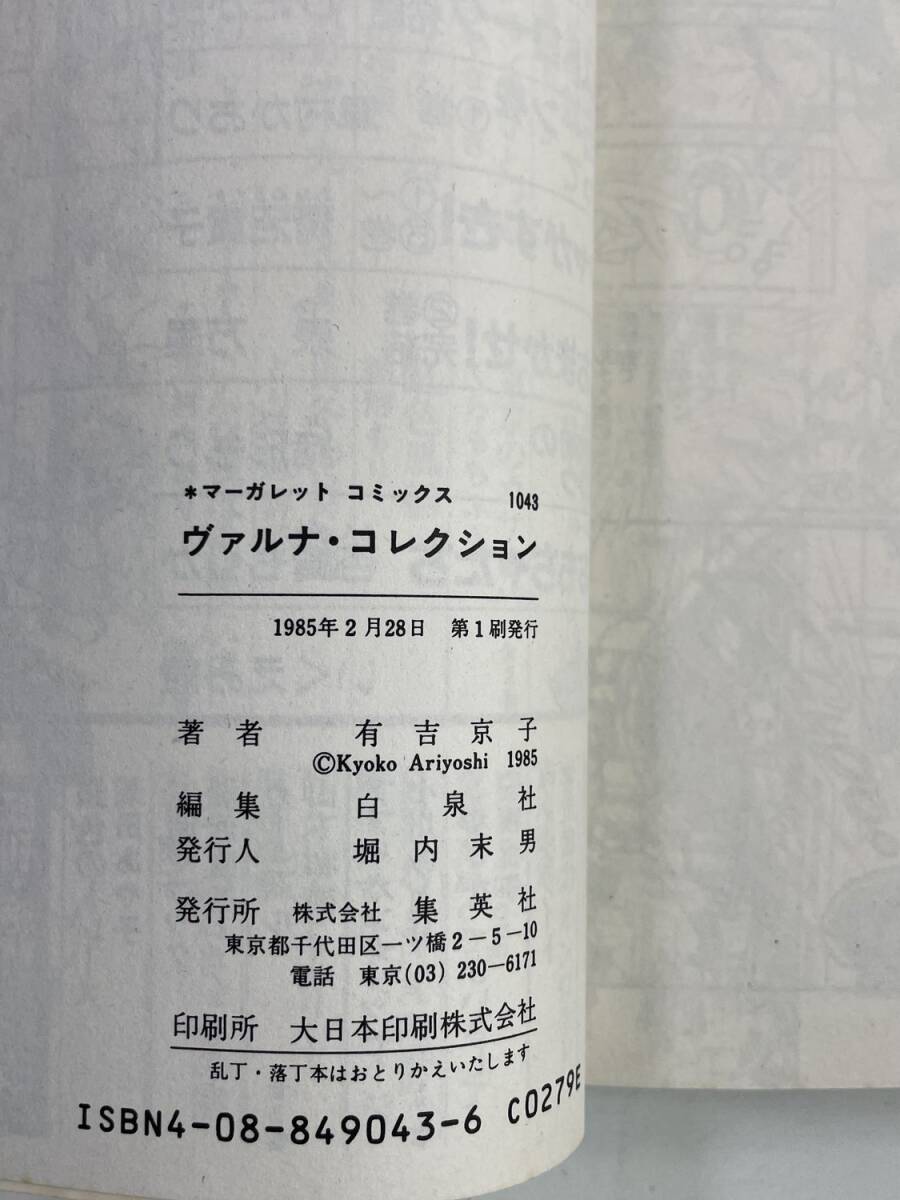 *マーガレット コミックス 1043
ヴァルナ・コレクション
1985年2月28日 第1刷発行
著者 有吉京子
©Kyoko Ariyoshi 1985
編集 白泉社
発行人 堀内末男
発行所 株式会社 集英社
東京都千代田区一ツ橋2-5-10
電話 東京(03)230-6171
印刷所 大日本印刷株式会社
乱丁・落丁本はおとりかえいたします
ISBN4-08-849043-6 C0279E